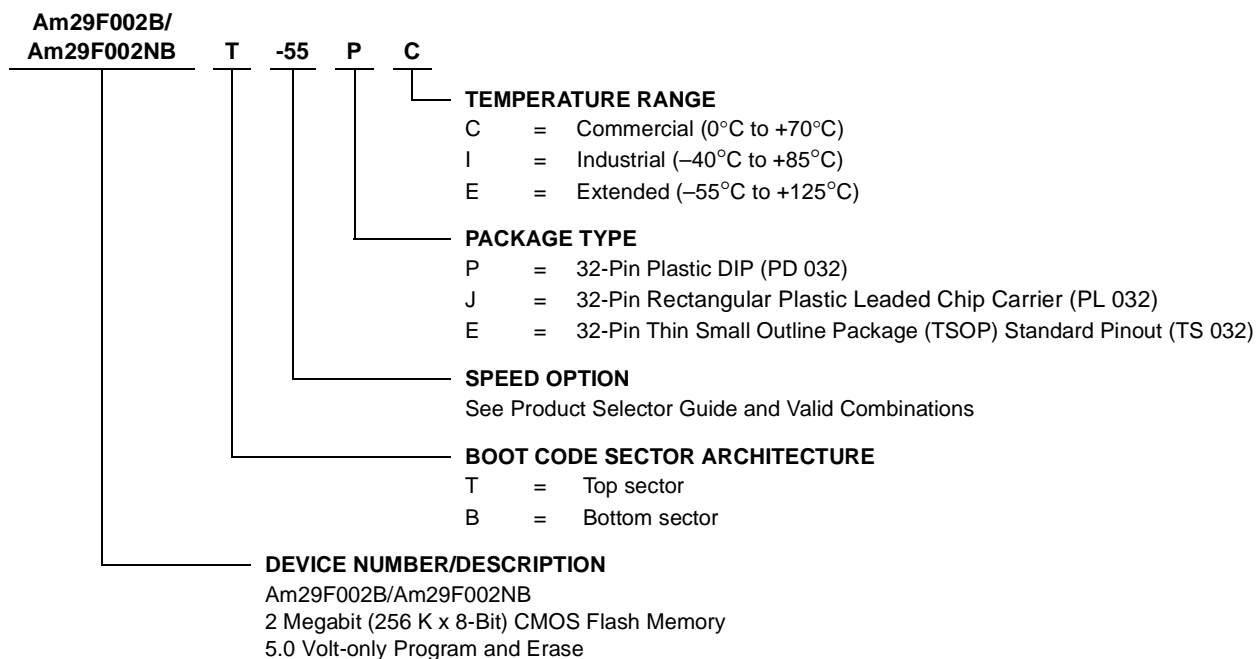 Am29F002B/
Am29F002NB T -55 P C
TEMPERATURE RANGE
C = Commercial (0°C to +70°C)
I = Industrial (–40°C to +85°C)
E = Extended (–55°C to +125°C)
PACKAGE TYPE
P = 32-Pin Plastic DIP (PD 032)
J = 32-Pin Rectangular Plastic Leaded Chip Carrier (PL 032)
E = 32-Pin Thin Small Outline Package (TSOP) Standard Pinout (TS 032)
SPEED OPTION
See Product Selector Guide and Valid Combinations
BOOT CODE SECTOR ARCHITECTURE
T = Top sector
B = Bottom sector
DEVICE NUMBER/DESCRIPTION
Am29F002B/Am29F002NB
2 Megabit (256 K x 8-Bit) CMOS Flash Memory
5.0 Volt-only Program and Erase